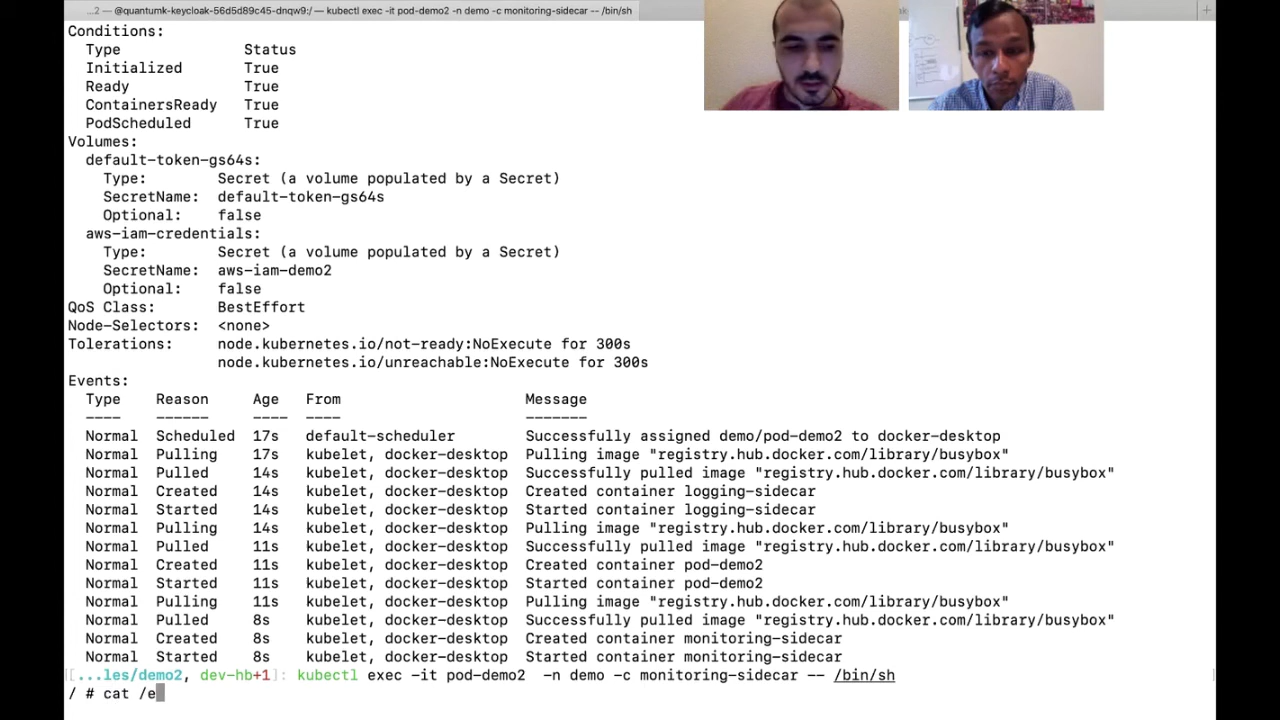 ...2 — @quantumk-keycloak-56d5d89c45-dnqw9:/ — kubectl exec -it pod-demo2 -n demo -c monitoring-sidecar -- /bin/sh
Conditions:
Type Status
Initialized True
Ready True
ContainersReady True
PodScheduled True
Volumes:
default-token-gs64s:
Type: Secret (a volume populated by a Secret)
SecretName: default-token-gs64s
Optional: false
aws-iam-credentials:
Type: Secret (a volume populated by a Secret)
SecretName: aws-iam-demo2
Optional: false
QoS Class: BestEffort
Node-Selectors: <none>
Tolerations: node.kubernetes.io/not-ready:NoExecute for 300s
node.kubernetes.io/unreachable:NoExecute for 300s
Events:
Type Reason Age From Message
---- ------ ---- ---- -------
Normal Scheduled 17s default-scheduler Successfully assigned demo/pod-demo2 to docker-desktop
Normal Pulling 17s kubelet, docker-desktop Pulling image "registry.hub.docker.com/library/busybox"
Normal Pulled 14s kubelet, docker-desktop Successfully pulled image "registry.hub.docker.com/library/busybox"
Normal Created 14s kubelet, docker-desktop Created container logging-sidecar
Normal Started 14s kubelet, docker-desktop Started container logging-sidecar
Normal Pulling 14s kubelet, docker-desktop Pulling image "registry.hub.docker.com/library/busybox"
Normal Pulled 11s kubelet, docker-desktop Successfully pulled image "registry.hub.docker.com/library/busybox"
Normal Created 11s kubelet, docker-desktop Created container pod-demo2
Normal Started 11s kubelet, docker-desktop Started container pod-demo2
Normal Pulling 11s kubelet, docker-desktop Pulling image "registry.hub.docker.com/library/busybox"
Normal Pulled 8s kubelet, docker-desktop Successfully pulled image "registry.hub.docker.com/library/busybox"
Normal Created 8s kubelet, docker-desktop Created container monitoring-sidecar
Normal Started 8s kubelet, docker-desktop Started container monitoring-sidecar
[...les/demo2, dev-hb+1]: kubectl exec -it pod-demo2 -n demo -c monitoring-sidecar -- /bin/sh
/ # cat /e